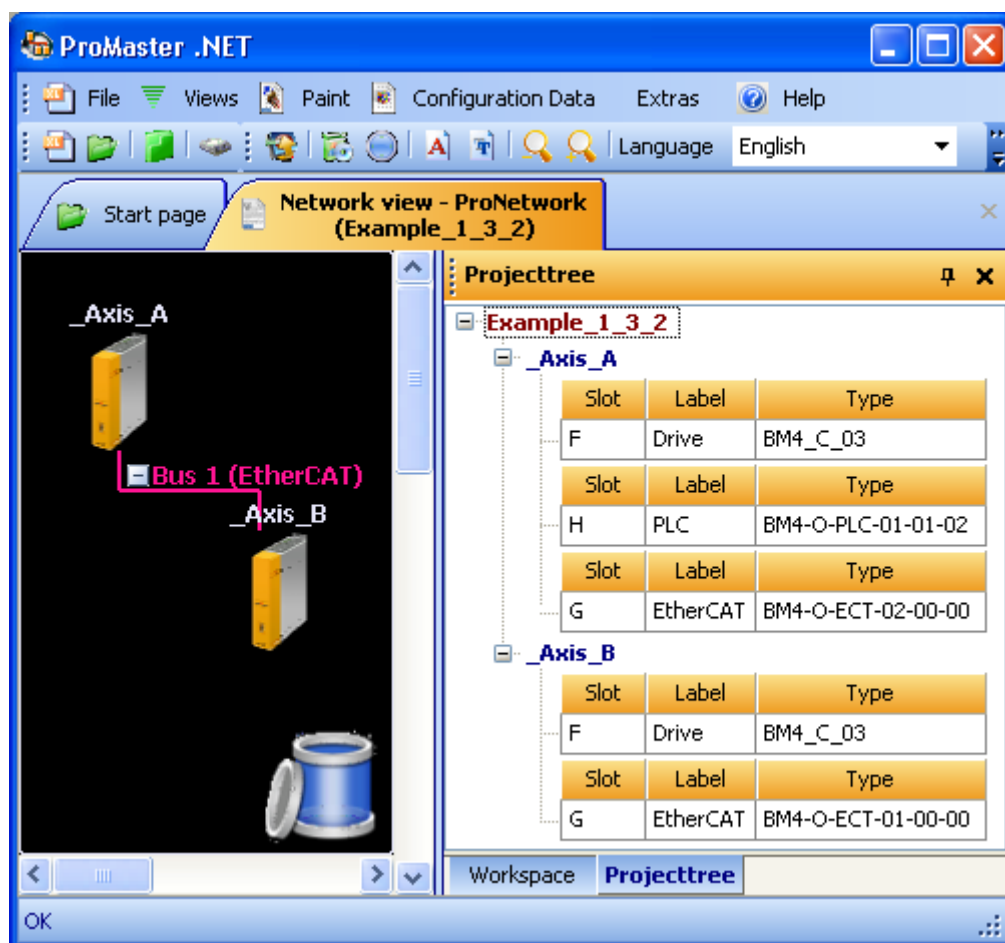 ProMaster .NET
File Views Paint Configuration Data Extras Help
Language English
Start page
Network view - ProNetwork
(Example_1_3_2)
_Axis_A
Bus 1 (EtherCAT)
_Axis_B
Projecttree
Example_1_3_2
_Axis_A
Slot Label Type
F Drive BM4_C_03
Slot Label Type
H PLC BM4-O-PLC-01-01-02
Slot Label Type
G EtherCAT BM4-O-ECT-02-00-00
_Axis_B
Slot Label Type
F Drive BM4_C_03
Slot Label Type
G EtherCAT BM4-O-ECT-01-00-00
Workspace Projecttree
OK